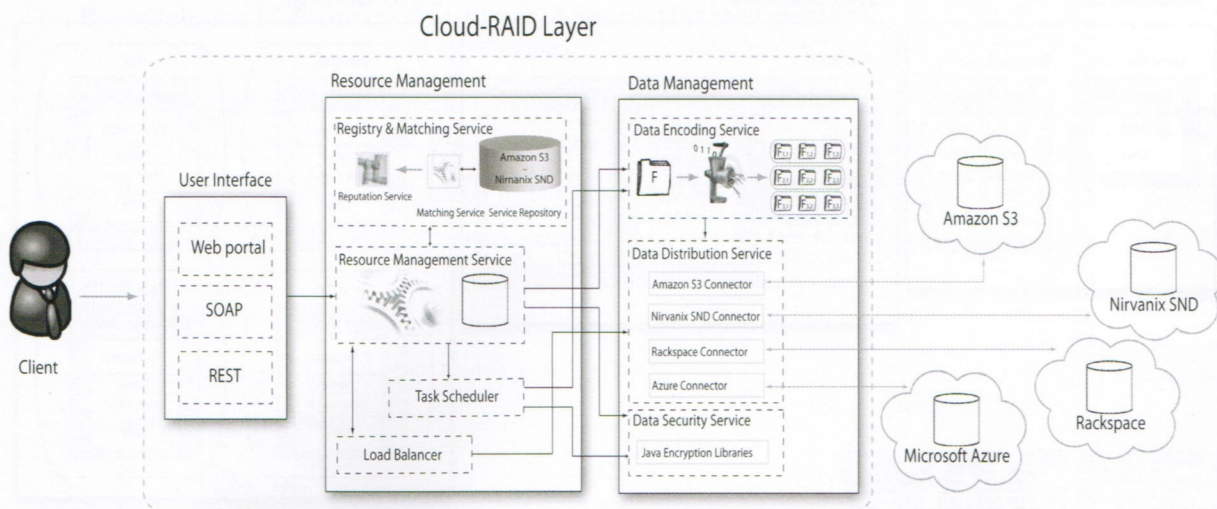 Cloud-RAID Layer
Resource Management
Data Management
Registry & Matching Service
Amazon S3
Nirnanix SND
Reputation Service
Matching Service
Service Repository
Data Encoding Service
F
User Interface
Web portal
SOAP
REST
Client
Resource Management Service
Task Scheduler
Load Balancer
Data Distribution Service
Amazon S3 Connector
Nirvanix SND Connector
Rackspace Connector
Azure Connector
Data Security Service
Java Encryption Libraries
Amazon S3
Nirvanix SND
Rackspace
Microsoft Azure